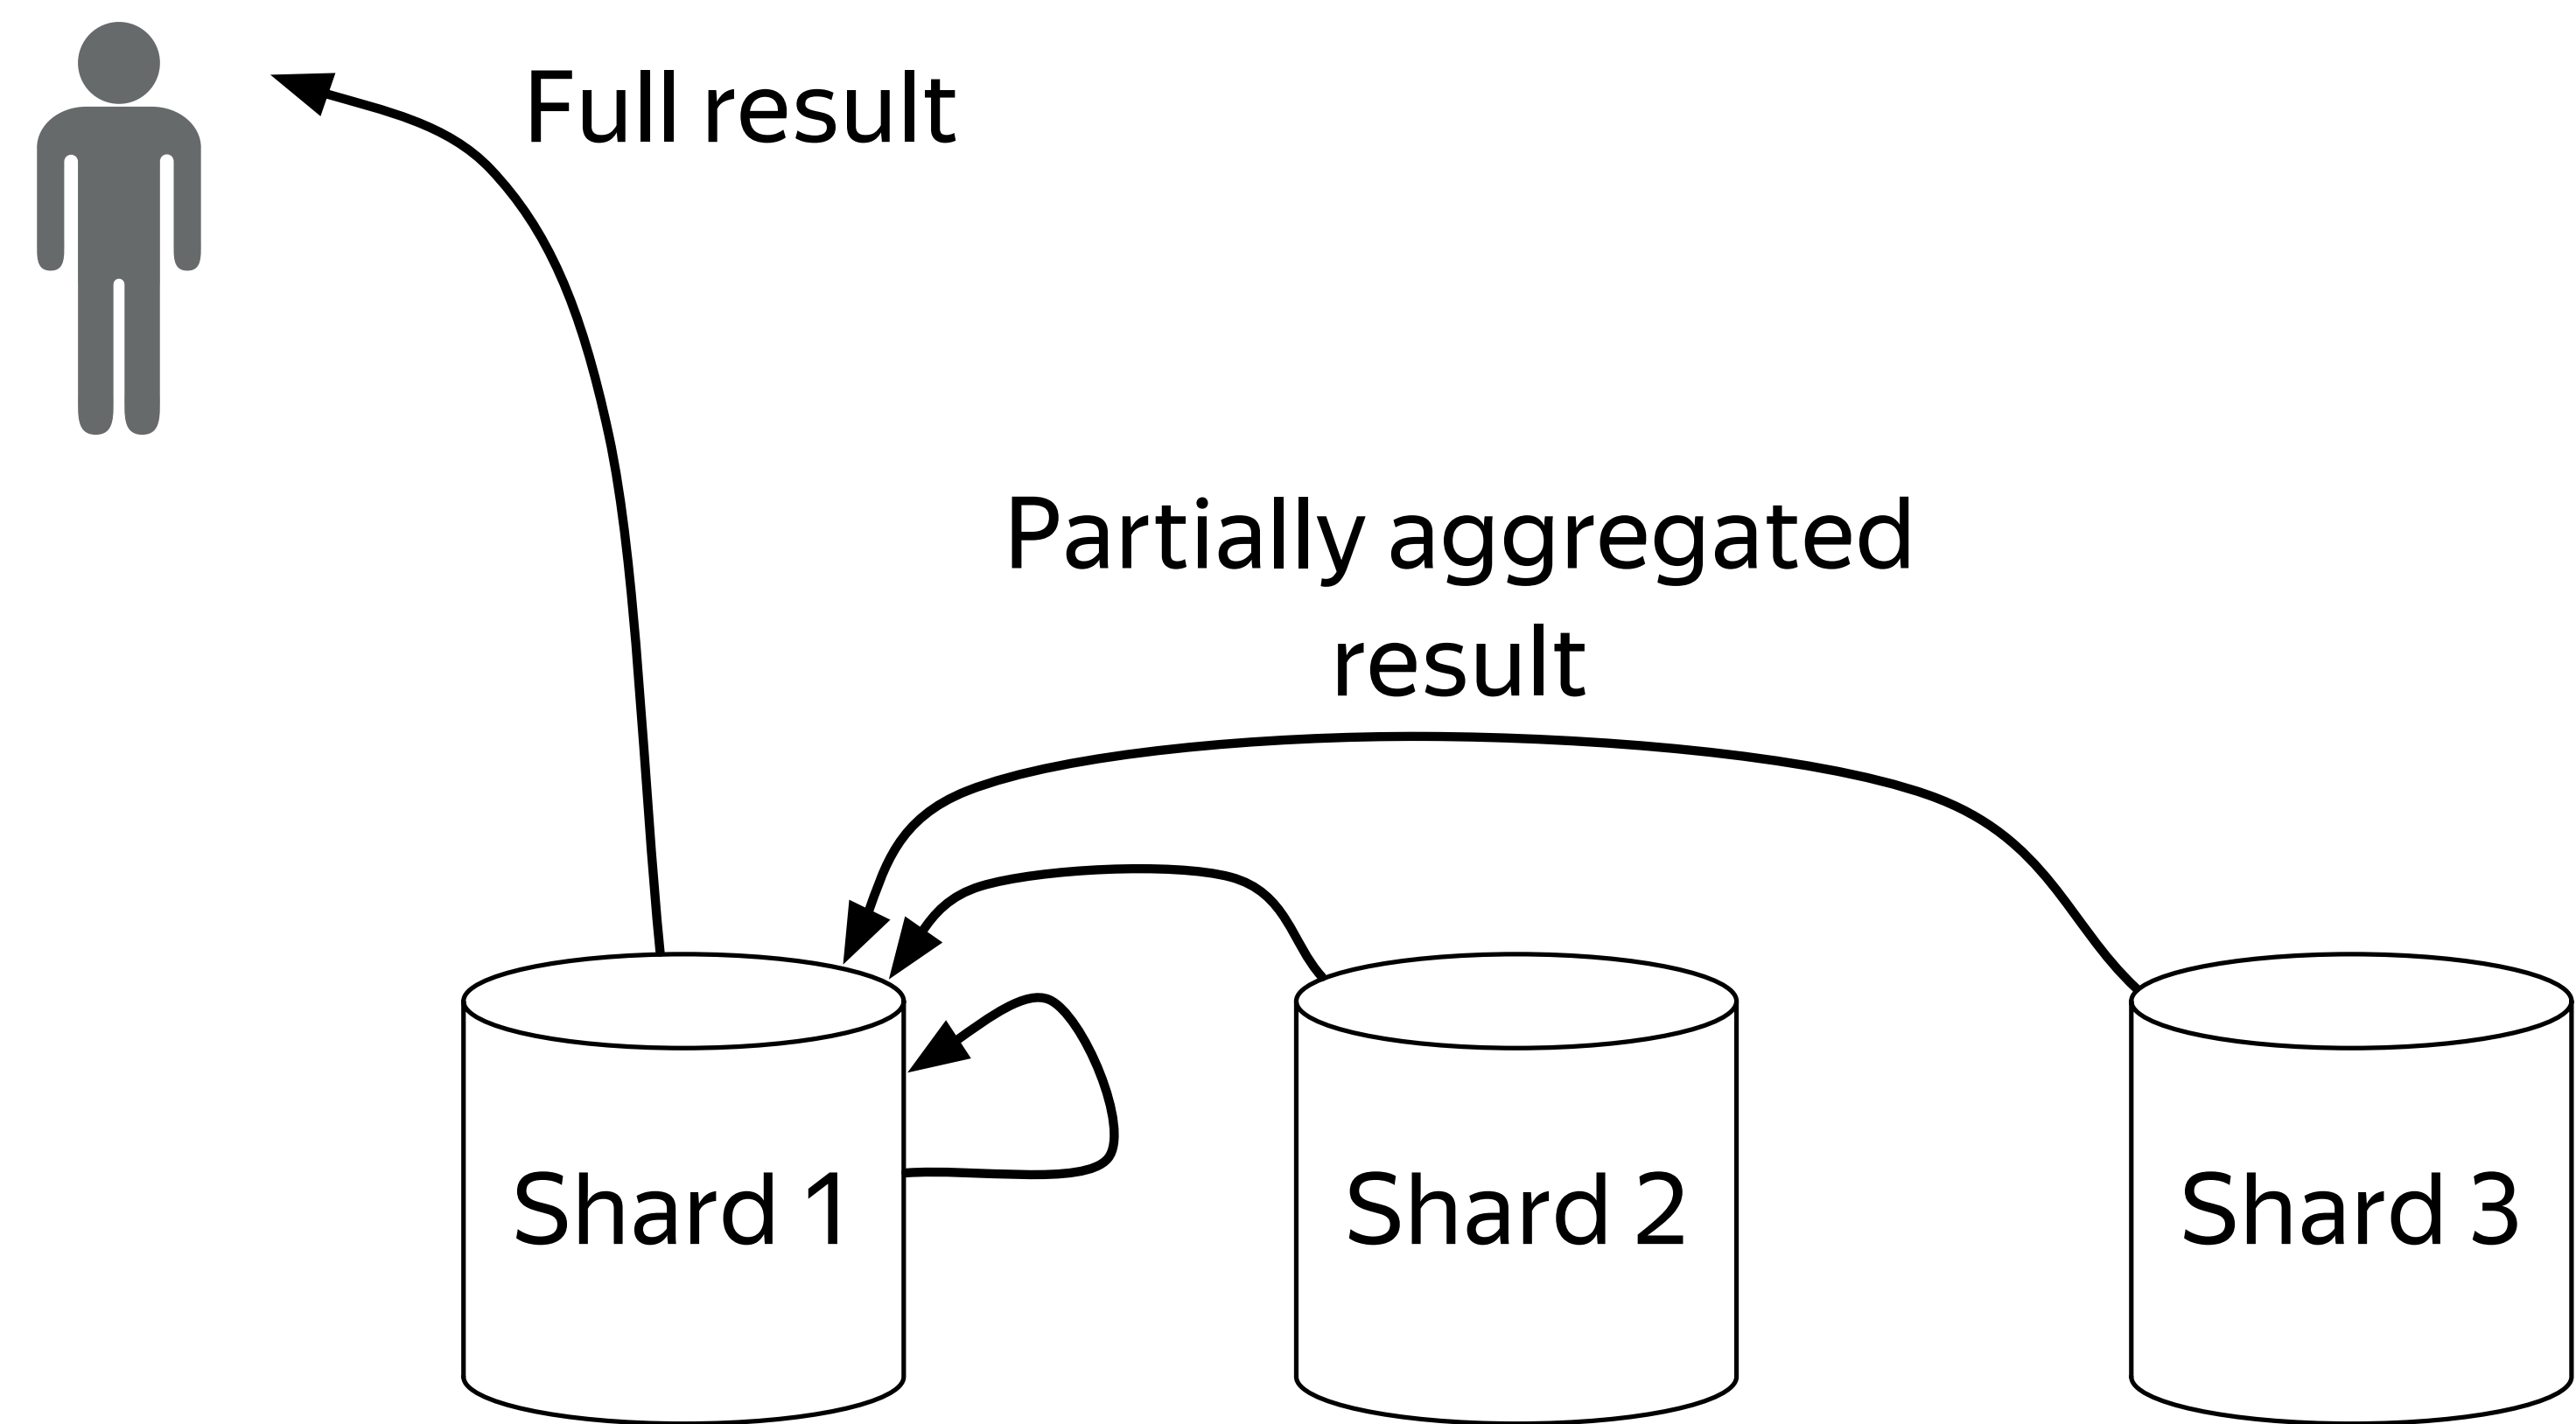 Full result
Partially aggregated
result
Shard 1
Shard 2
Shard 3